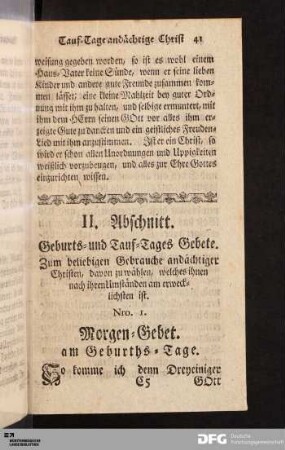 Tauf-Tage andächtige Christ 41
weisung gegeben worden, so ist es wohl einem
Haus-Vater keine Sünde, wenn er seine lieben
Kinder und andere gute Freunde zusammen kom-
men lässet, eine kleine Mahlzeit bey guter Ord-
nung mit ihm zu halten, und selbige ermuntert, mit
ihm dem HErrn seinen GOtt vor alles ihm er-
zeigte Gute zu dancken und ein geistliches Freuden-
Lied mit ihm anzustimmen. Ist er ein Christ, so
wird er schon allen Unordnungen und Uppigkeiten
weislich vorzubeugen, und alles zur Ehre Gottes
einzurichten wissen.
II. Abschnitt.
Geburts-und Tauf-Tages Gebete.
Zum beliebigen Gebrauche andächtiger
Christen, davon zu wählen, welches ihnen
nach ihren Umständen am erweck-
lichsten ist.
Nro. 1.
Morgen-Gebet.
am Geburths-Tage.
So komme ich denn Dreyeiniger
C5 GOtt
DFG Deutsche
Forschungsgemeinschaft